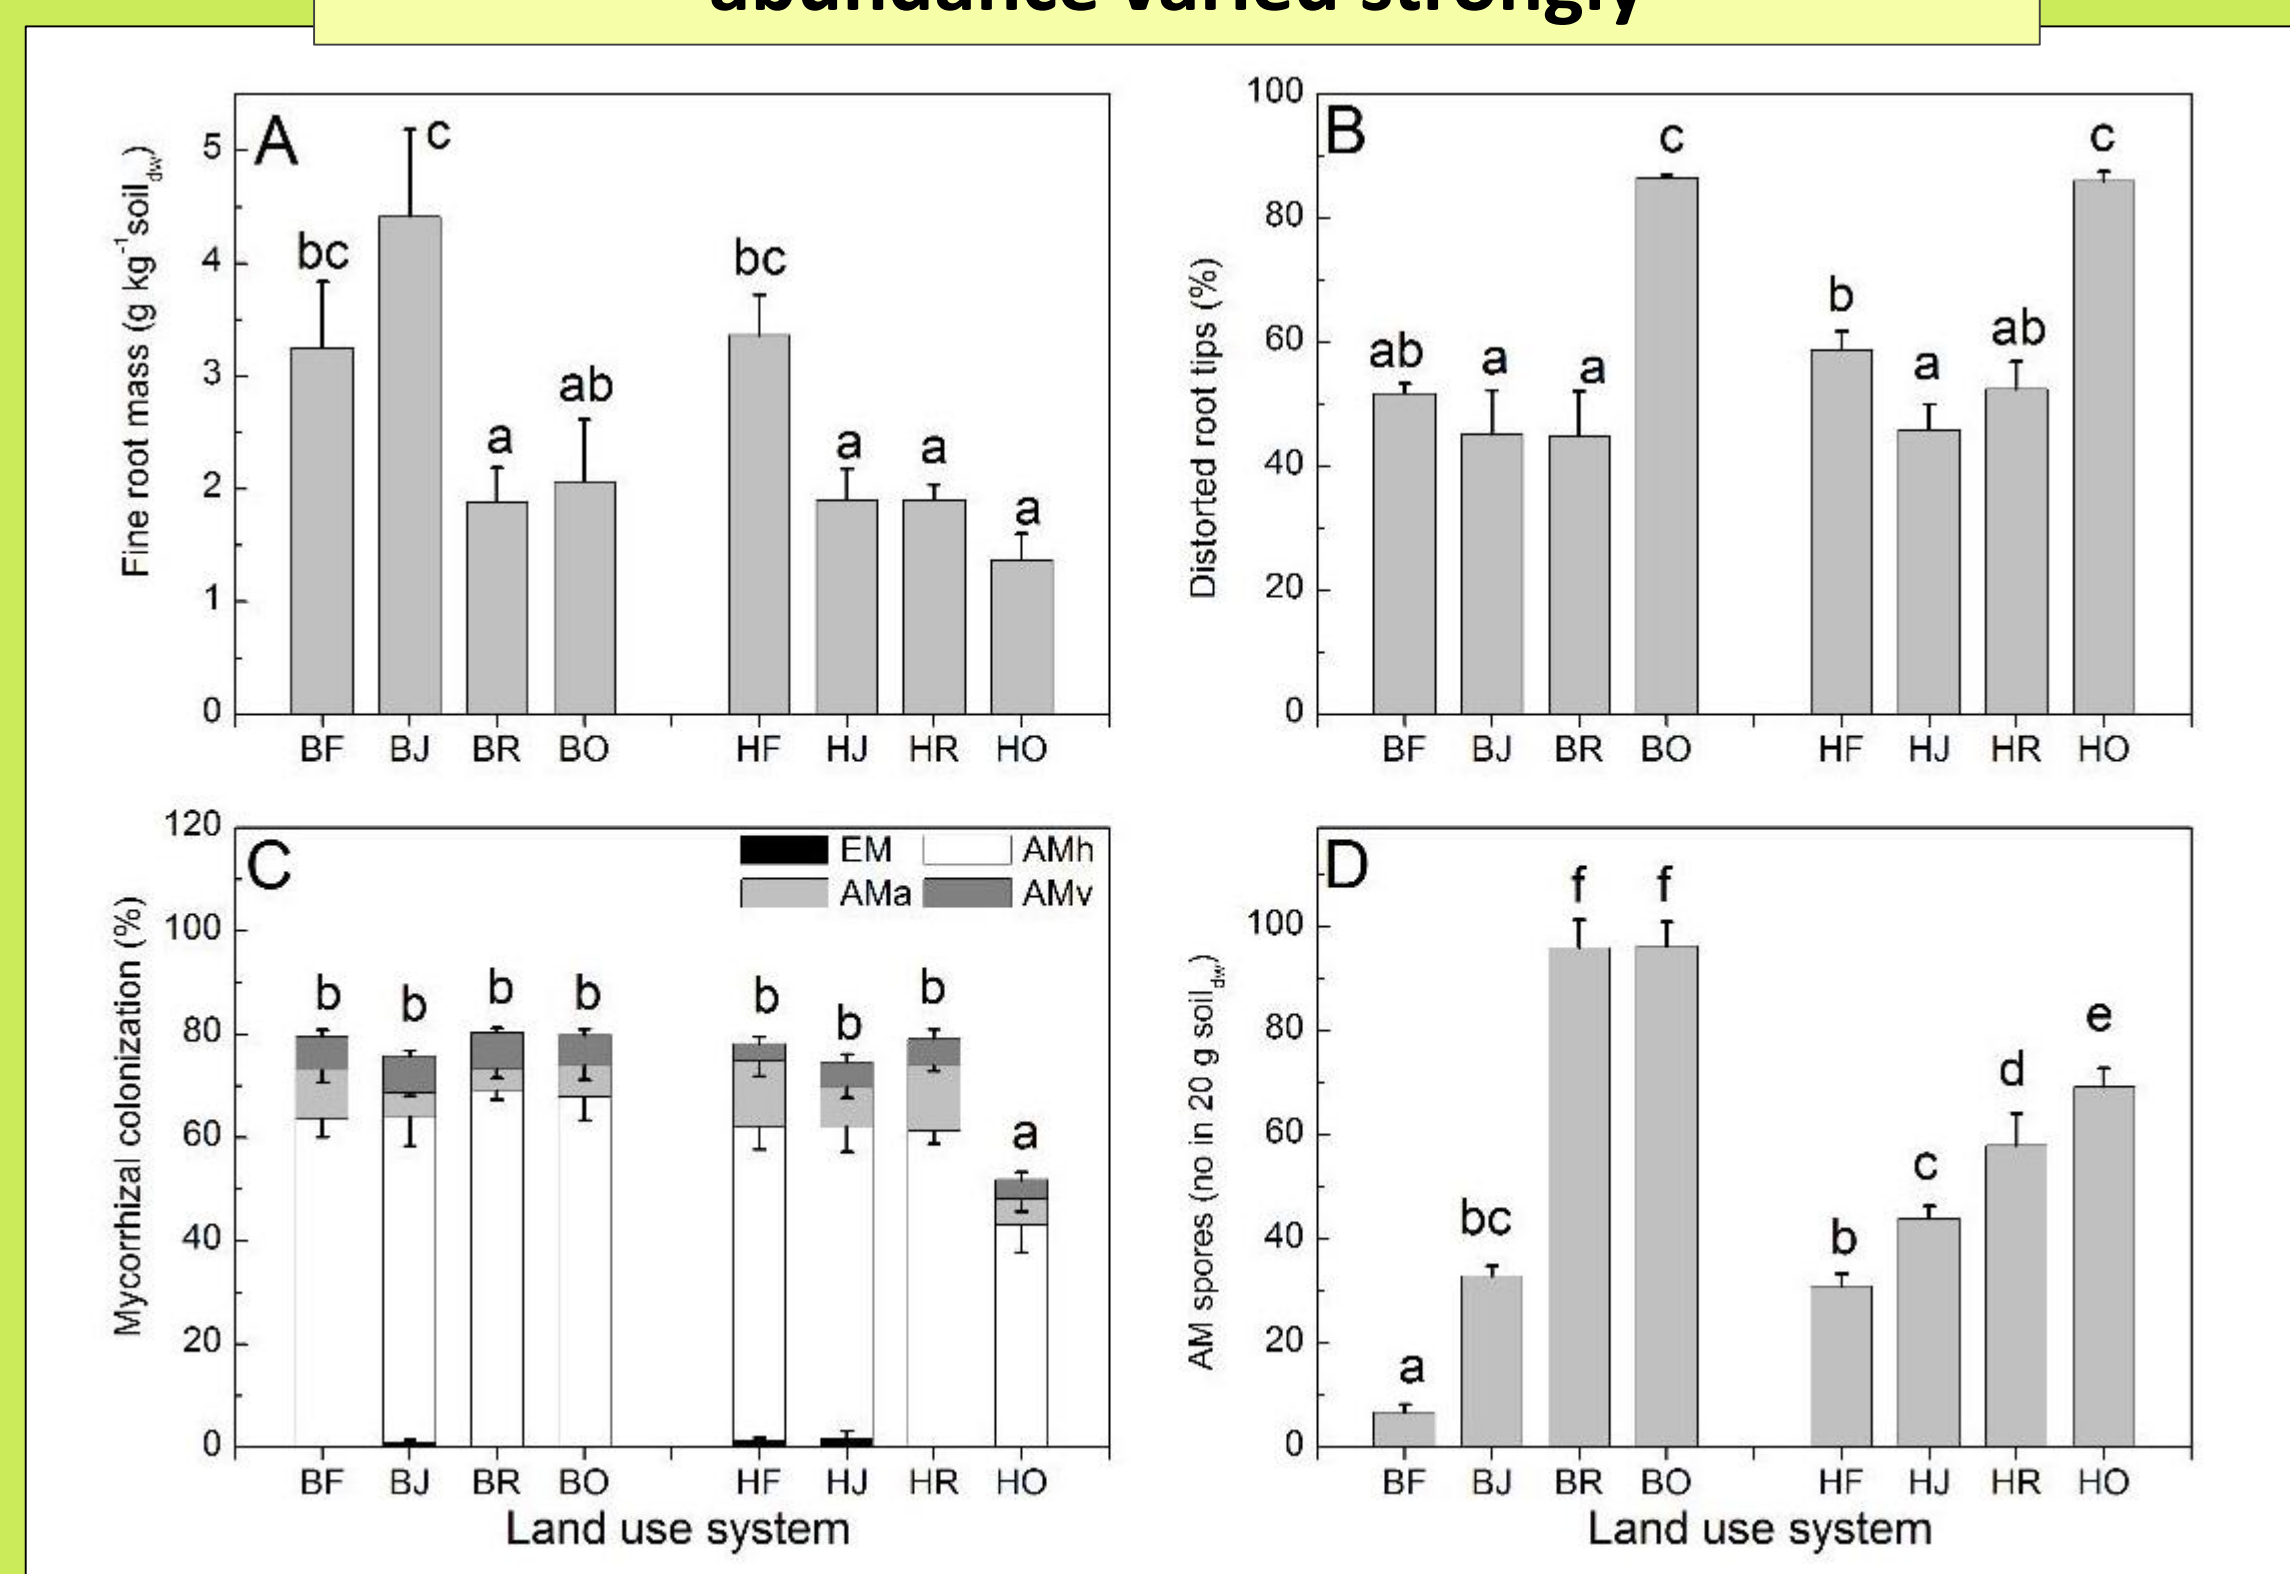 abundance varied strongly
A
Fine root mass (g kg⁻¹soil_dw)
5
4
3
2
1
0
bc
c
a
ab
bc
a
a
a
BF BJ BR BO HF HJ HR HO
B
Distorted root tips (%)
100
80
60
40
20
0
ab
a
a
c
b
a
ab
c
BF BJ BR BO HF HJ HR HO
C
Mycorrhizal colonization (%)
120
100
80
60
40
20
0
EM AMh
AMa AMv
b
b
b
b
b
b
b
a
BF BJ BR BO HF HJ HR HO
Land use system
D
AM spores (no in 20 g soil_dw)
100
80
60
40
20
0
a
bc
f
f
b
c
d
e
BF BJ BR BO HF HJ HR HO
Land use system